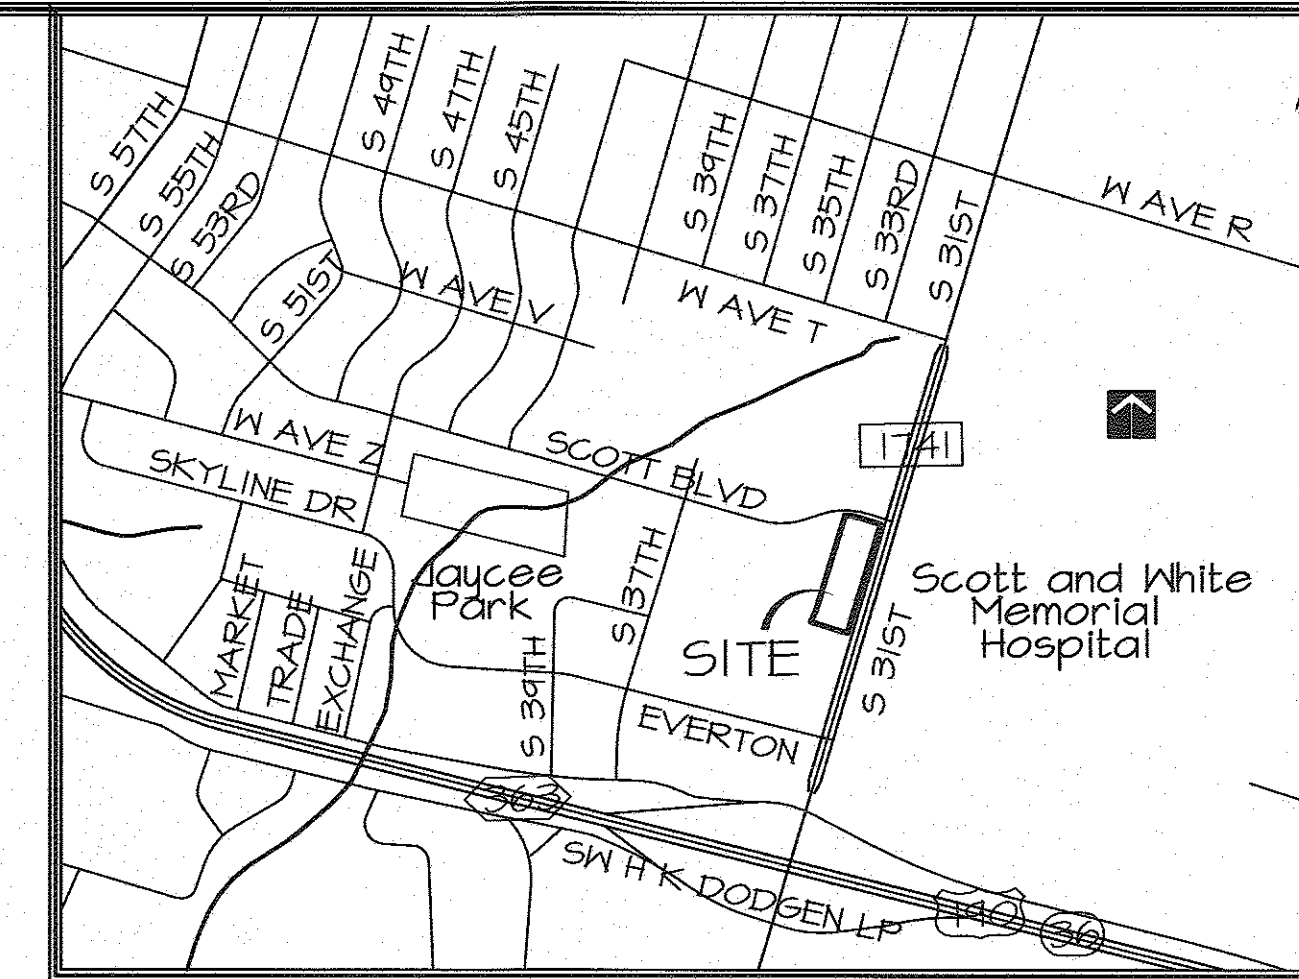 S 57TH
S 55TH
S 53RD
S 51ST
S 49TH
S 47TH
S 45TH
S 39TH
S 37TH
S 35TH
S 33RD
S 31ST
W AVE R
W AVE V
W AVE T
1741
W AVE Z
SCOTT BLVD
SKYLINE DR
MARKET
TRADE
EXCHANGE
Jaycee
Park
S 39TH
S 37TH
SITE
S 31ST
Scott and White
Memorial
Hospital
EVERTON
363
SW H K DODGEN LP
190
36